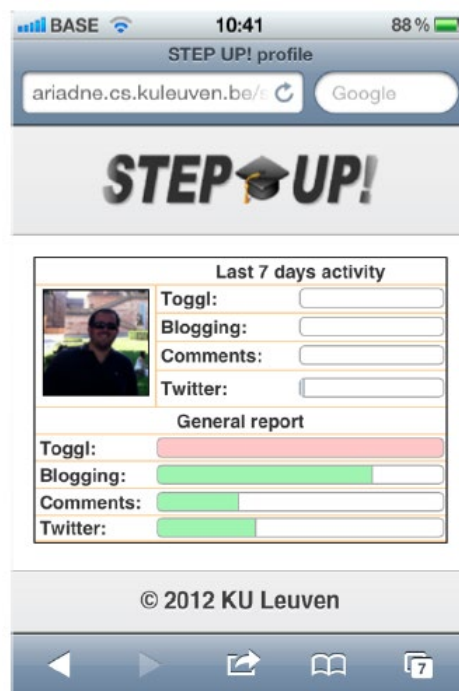 BASE 10:41 88 %
STEP UP! profile
ariadne.cs.kuleuven.be/s Google
STEP UP!
Last 7 days activity
Toggl:
Blogging:
Comments:
Twitter:
General report
Toggl:
Blogging:
Comments:
Twitter:
© 2012 KU Leuven
7